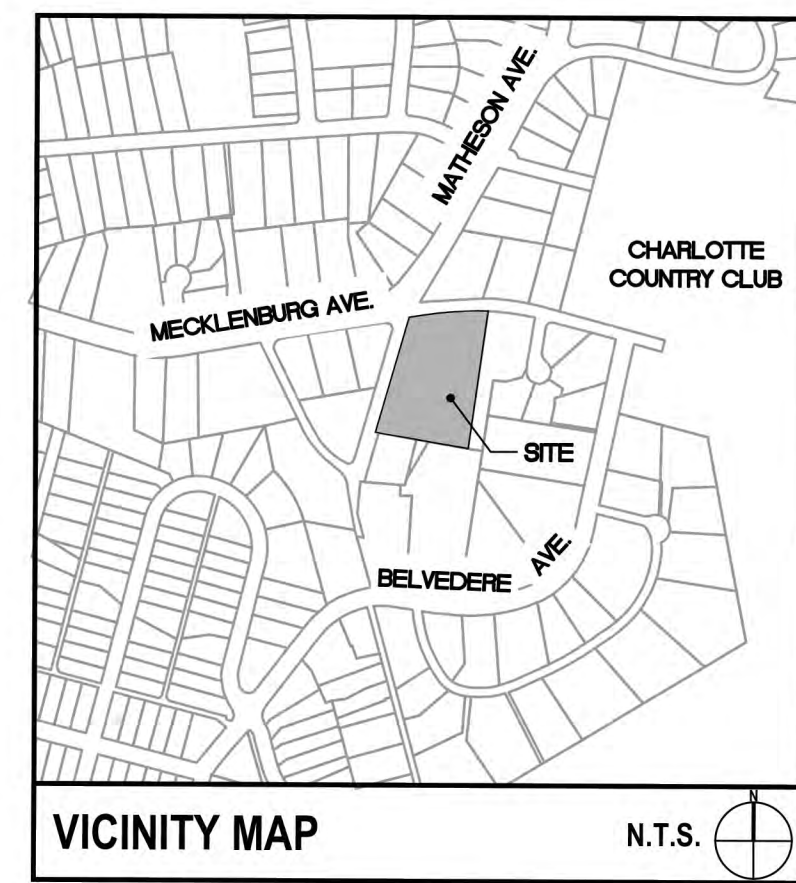 MATHESON AVE.
CHARLOTTE
COUNTRY CLUB
MECKLENBURG AVE.
SITE
BELVEDERE AVE.
VICINITY MAP
N.T.S.
N